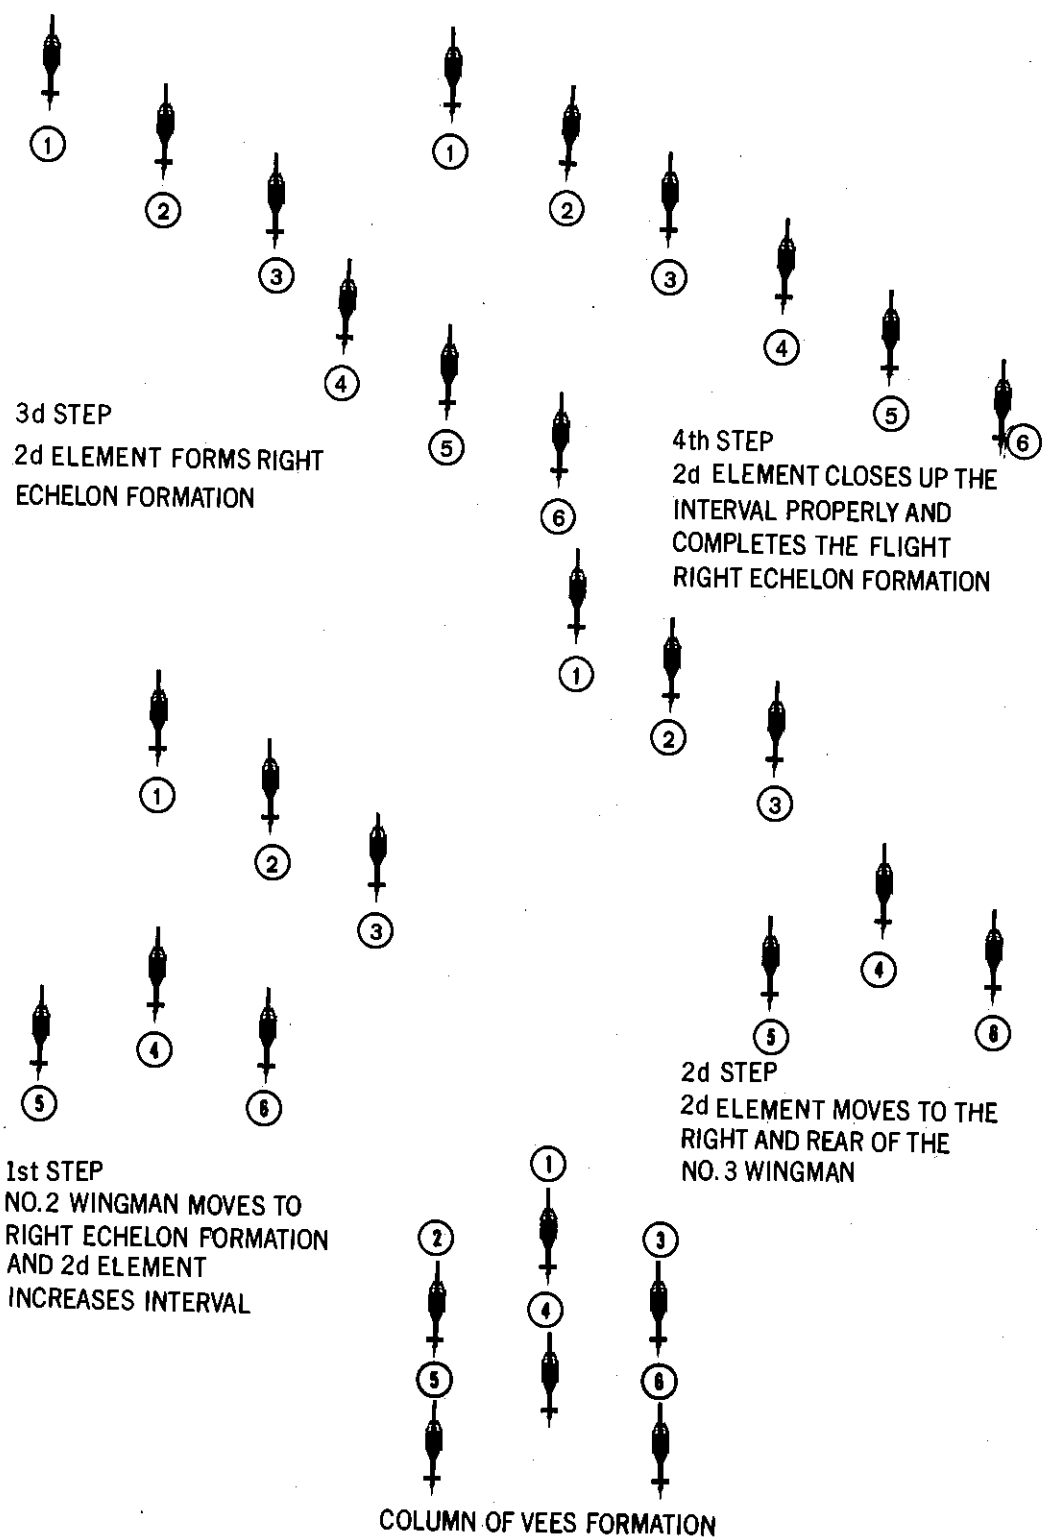 1
2
3
4
5
6
3d STEP
2d ELEMENT FORMS RIGHT
ECHELON FORMATION
1
2
3
4
5
6
4th STEP
2d ELEMENT CLOSES UP THE
INTERVAL PROPERLY AND
COMPLETES THE FLIGHT
RIGHT ECHELON FORMATION
1
2
3
4
5
6
1st STEP
NO. 2 WINGMAN MOVES TO
RIGHT ECHELON FORMATION
AND 2d ELEMENT
INCREASES INTERVAL
1
2
3
4
5
6
2d STEP
2d ELEMENT MOVES TO THE
RIGHT AND REAR OF THE
NO. 3 WINGMAN
1
2
3
4
5
6
COLUMN OF VEES FORMATION